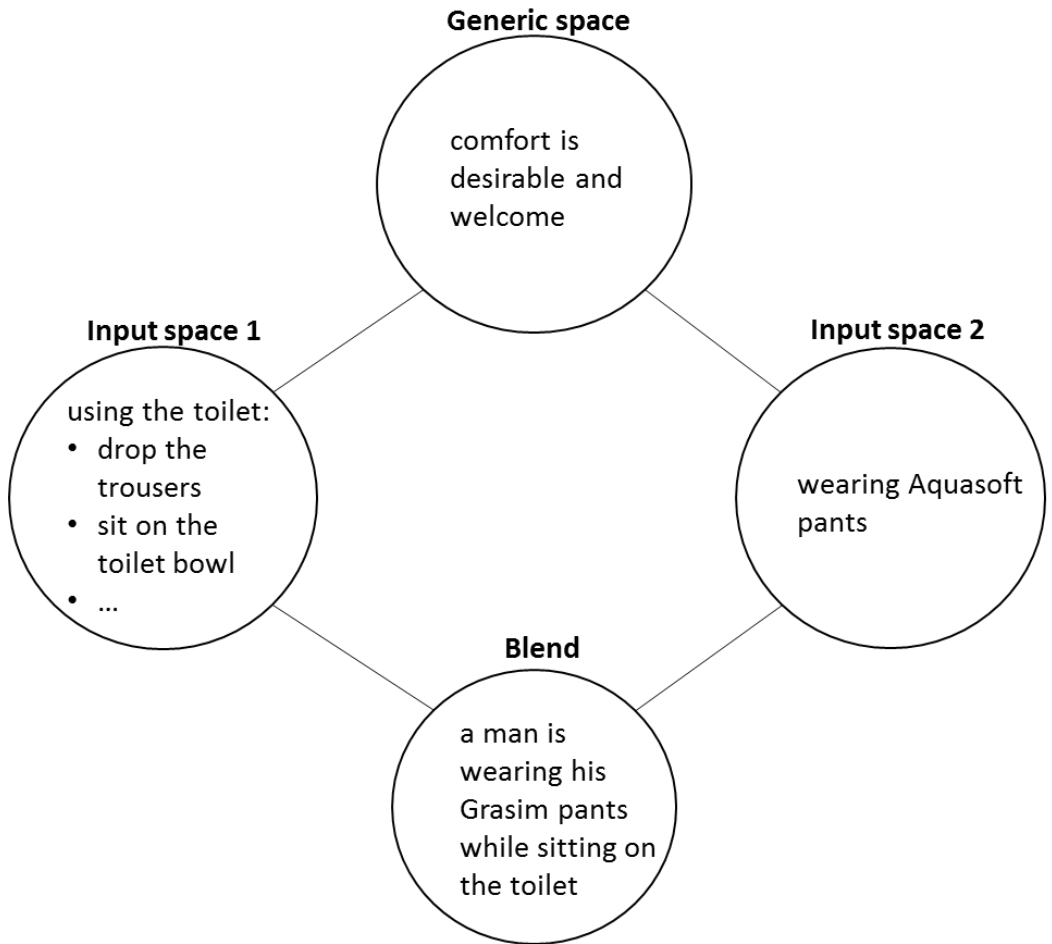 Generic space
comfort is
desirable and
welcome
Input space 1
using the toilet:
• drop the
trousers
• sit on the
toilet bowl
• ...
Input space 2
wearing Aquasoft
pants
Blend
a man is
wearing his
Grasim pants
while sitting on
the toilet